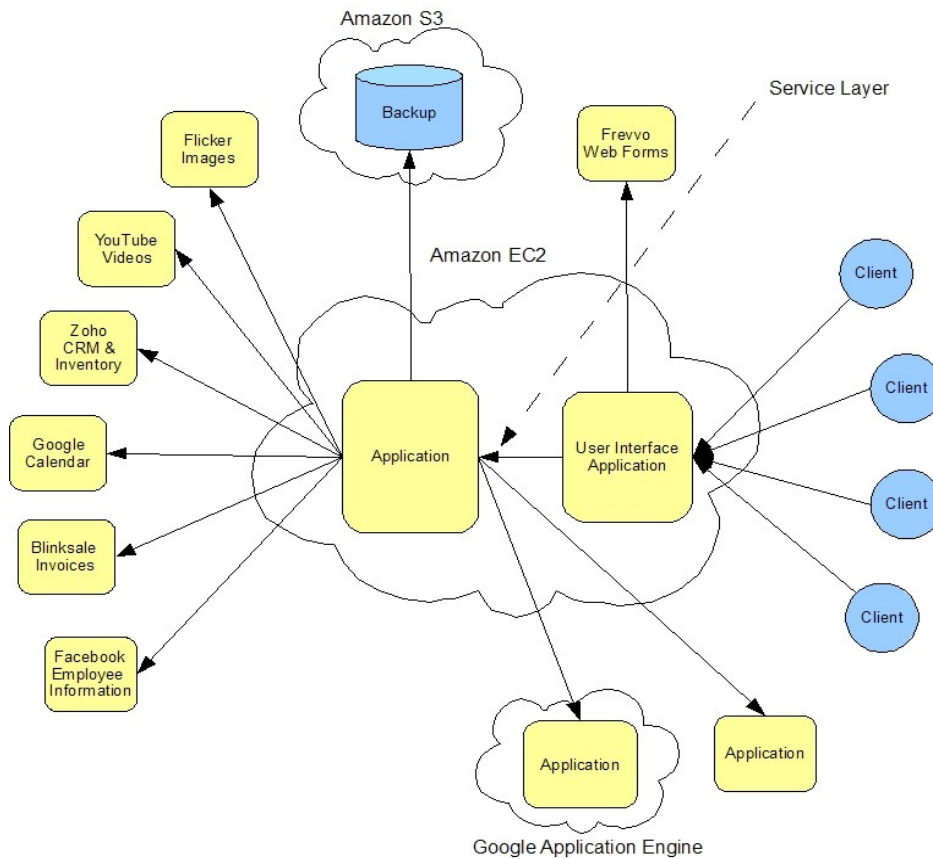 Amazon S3
Backup
Service Layer
Flicker
Images
Frevvo
Web Forms
YouTube
Videos
Amazon EC2
Client
Zoho
CRM &
Inventory
Client
Google
Calendar
Application
User Interface
Application
Client
Blinksale
Invoices
Client
Facebook
Employee
Information
Application
Application
Google Application Engine